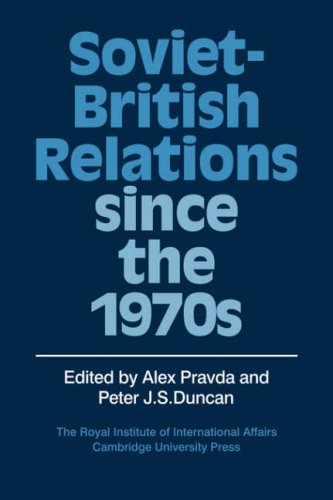 Soviet-
British
Relations
since
the
1970s
Edited by Alex Pravda and
Peter J.S.Duncan
The Royal Institute of International Affairs
Cambridge University Press